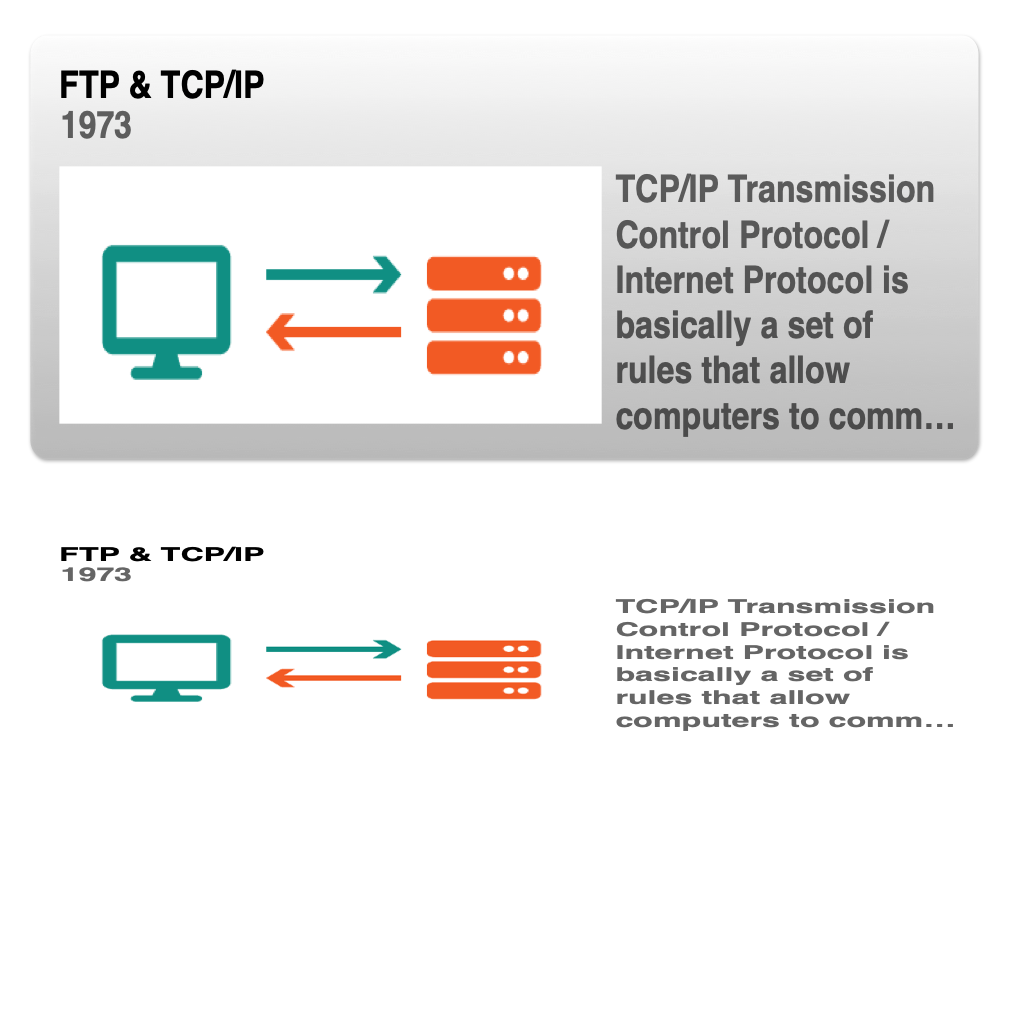 FTP & TCP/IP
1973
TCP/IP Transmission
Control Protocol /
Internet Protocol is
basically a set of
rules that allow
computers to comm...
FTP & TCP/IP
1973
TCP/IP Transmission
Control Protocol /
Internet Protocol is
basically a set of
rules that allow
computers to comm...